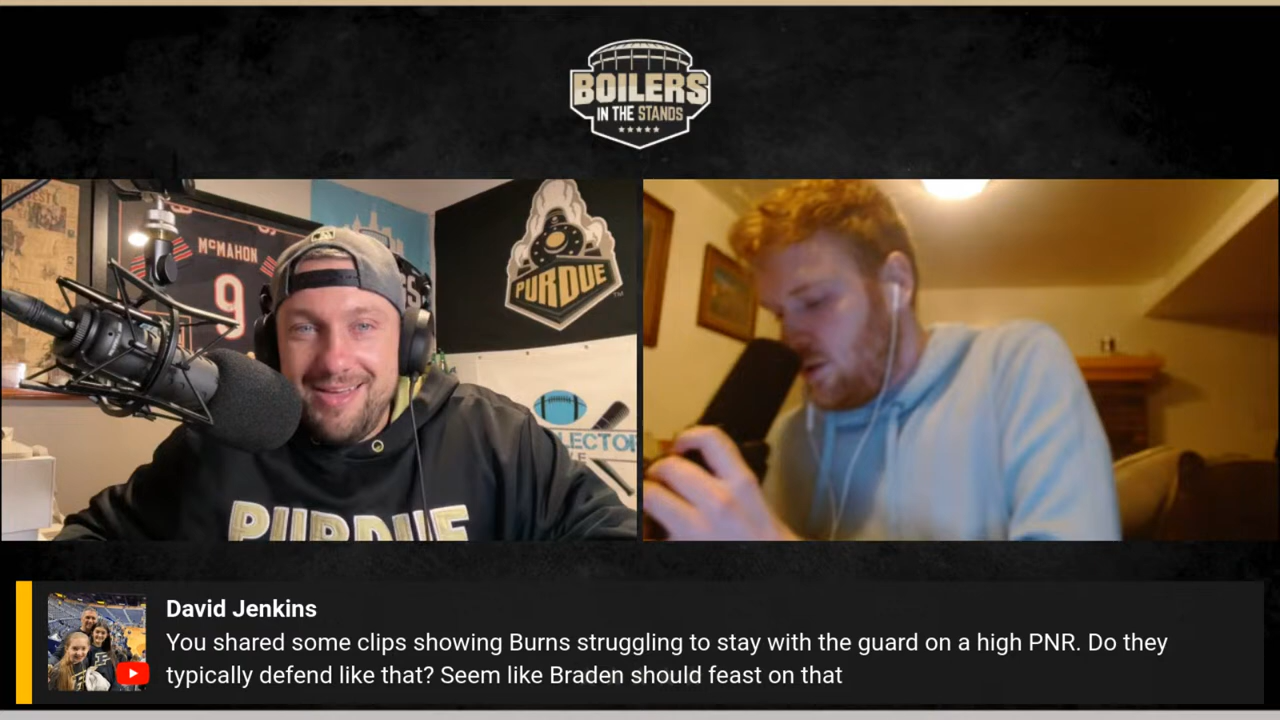 BOILERS
IN THE STANDS
McMAHON
9
PURDUE
TM
PURDUE
David Jenkins
You shared some clips showing Burns struggling to stay with the guard on a high PNR. Do they
typically defend like that? Seem like Braden should feast on that